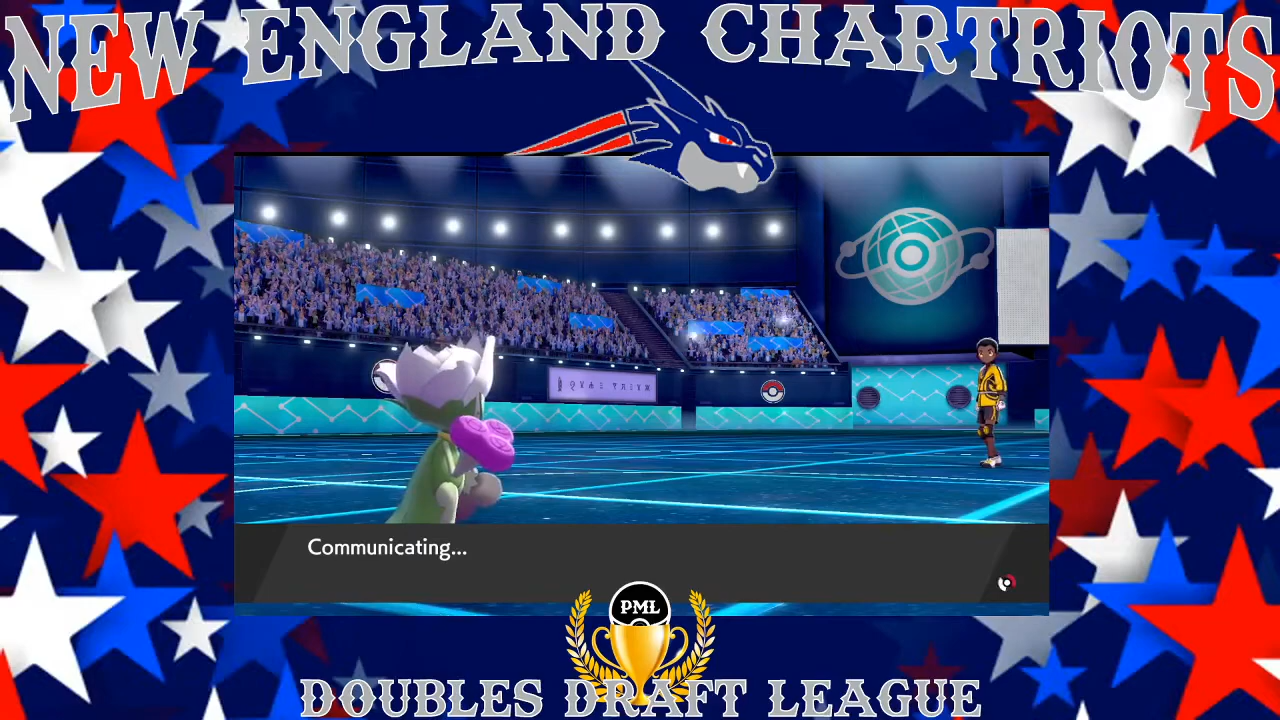 NEW ENGLAND CHARTRIOTS
Communicating...
PML
DOUBLES DRAFT LEAGUE